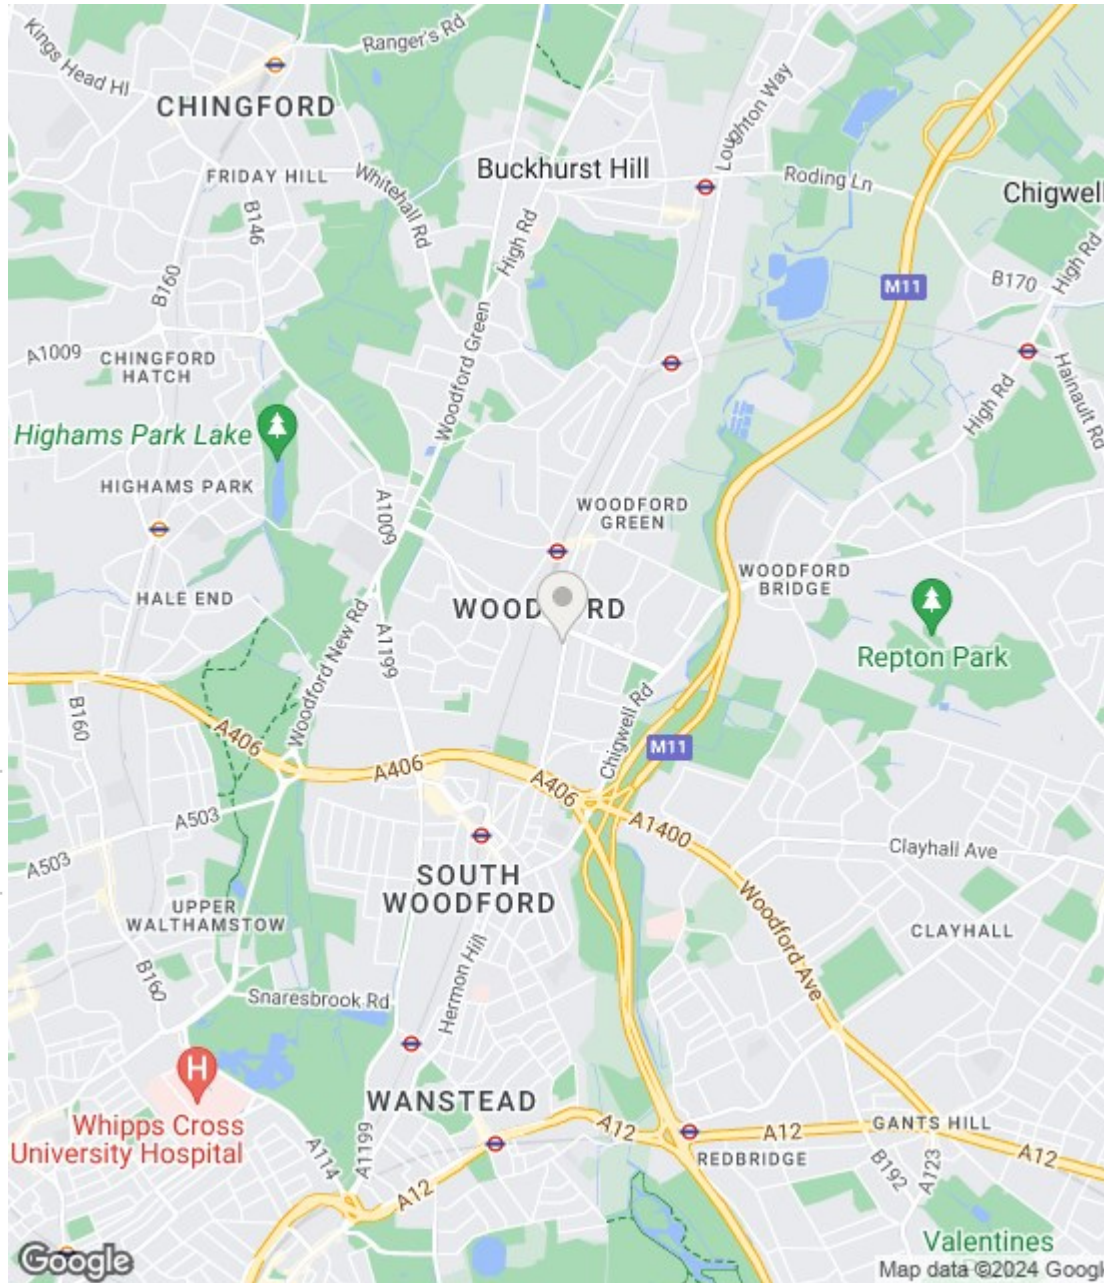 Kings Head Hl
Ranger's Rd
CHINGFORD
Loughton Way
Buckhurst Hill
FRIDAY HILL
Whitehall Rd
Roding Ln
Chigwell
B146
High Rd
High Rd
B160
B170
M11
A1009
CHINGFORD
HATCH
Woodford Green
High Rd
Hainault Rd
Highams Park Lake
HIGHAMS PARK
A1009
WOODFORD
GREEN
WOODFORD
BRIDGE
HALE END
Woodford New Rd
A1199
WOOD RD
Repton Park
B160
A406
A406
A406
Chigwell Rd
M11
A503
A1400
A503
Clayhall Ave
SOUTH
WOODFORD
UPPER
WALTHAMSTOW
Woodford Ave
CLAYHALL
B160
Snaresbrook Rd
Hermon Hill
H
WANSTEAD
Whipps Cross
University Hospital
A114
A1199
A12
A12
A12
GANTS HILL
A12
REDBRIDGE
B192
A123
Valentines
Google
Map data ©2024 Google